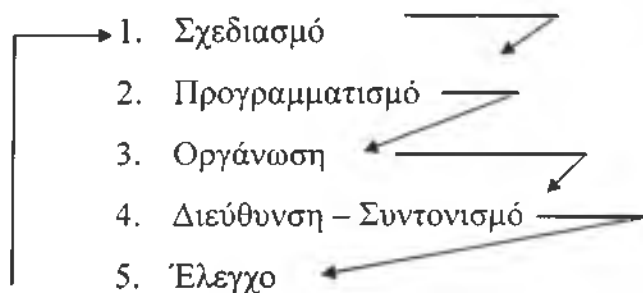 1. Σχεδιασμό
2. Προγραμματισμό
3. Οργάνωση
4. Διεύθυνση – Συντονισμό
5. Έλεγχο